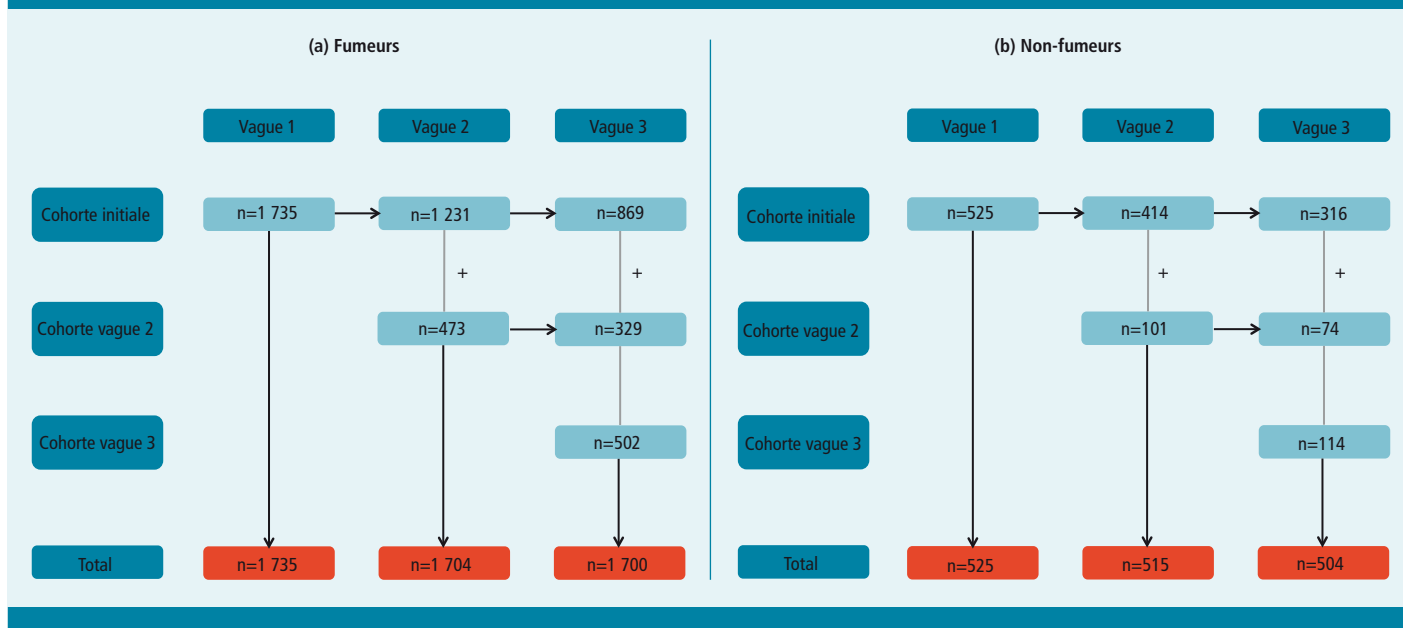 (a) Fumeurs
Vague 1 Vague 2 Vague 3
Cohorte initiale n=1 735 n=1 231 n=869
+ +
Cohorte vague 2 n=473 n=329
Cohorte vague 3 n=502
Total n=1 735 n=1 704 n=1 700
(b) Non-fumeurs
Vague 1 Vague 2 Vague 3
Cohorte initiale n=525 n=414 n=316
+ +
Cohorte vague 2 n=101 n=74
Cohorte vague 3 n=114
Total n=525 n=515 n=504